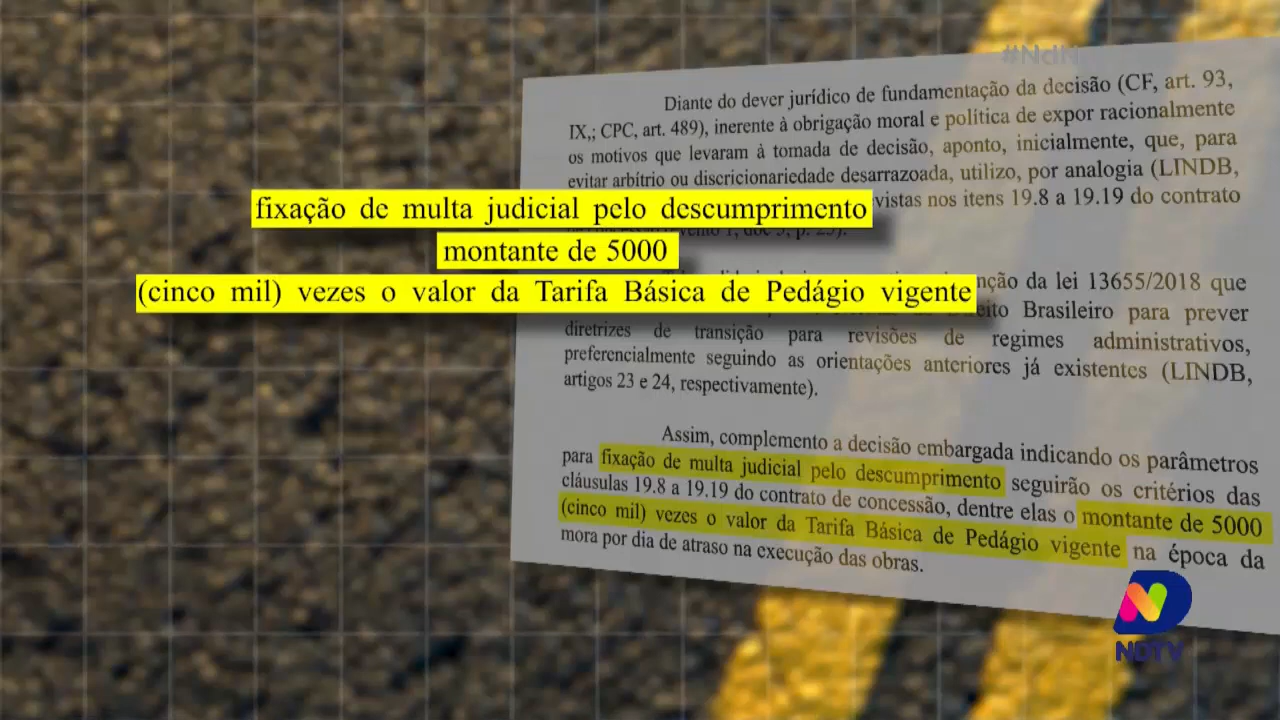 #NdN
Diante do dever jurídico de fundamentação da decisão (CF, art. 93,
IX,; CPC, art. 489), inerente à obrigação moral e política de expor racionalmente
os motivos que levaram à tomada de decisão, aponto, inicialmente, que, para
evitar arbítrio ou discricionariedade desarrazoada, utilizo, por analogia (LINDB,
vistas nos itens 19.8 a 19.19 do contrato
fixação de multa judicial pelo descumprimento
montante de 5000
(cinco mil) vezes o valor da Tarifa Básica de Pedágio vigente
nção da lei 13655/2018 que
ito Brasileiro para prever
diretrizes de transição para revisões de regimes administrativos,
preferencialmente seguindo as orientações anteriores já existentes (LINDB,
artigos 23 e 24, respectivamente).
Assim, complemento a decisão embargada indicando os parâmetros
para fixação de multa judicial pelo descumprimento seguirão os critérios das
cláusulas 19.8 a 19.19 do contrato de concessão, dentre elas o montante de 5000
(cinco mil) vezes o valor da Tarifa Básica de Pedágio vigente na época da
mora por dia de atraso na execução das obras.
NDTV